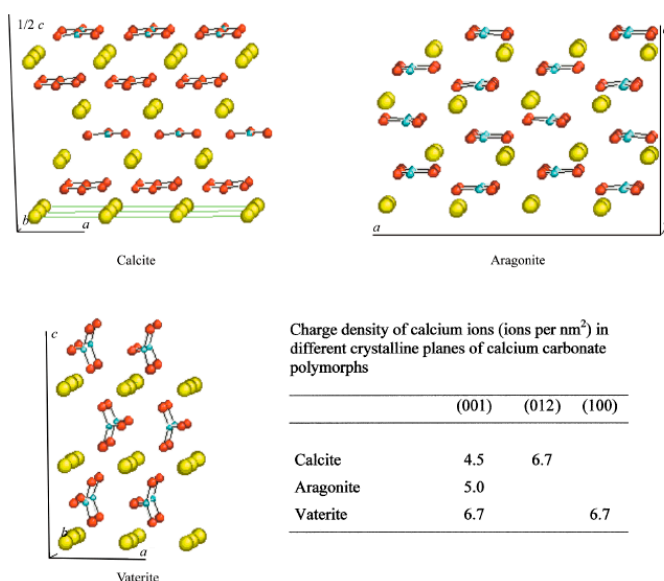 1/2 c
b
a
Calcite
a
Aragonite
c
b
a
Vaterite
Charge density of calcium ions (ions per nm²) in
different crystalline planes of calcium carbonate
polymorphs
(001) (012) (100)
Calcite 4.5 6.7
Aragonite 5.0
Vaterite 6.7 6.7